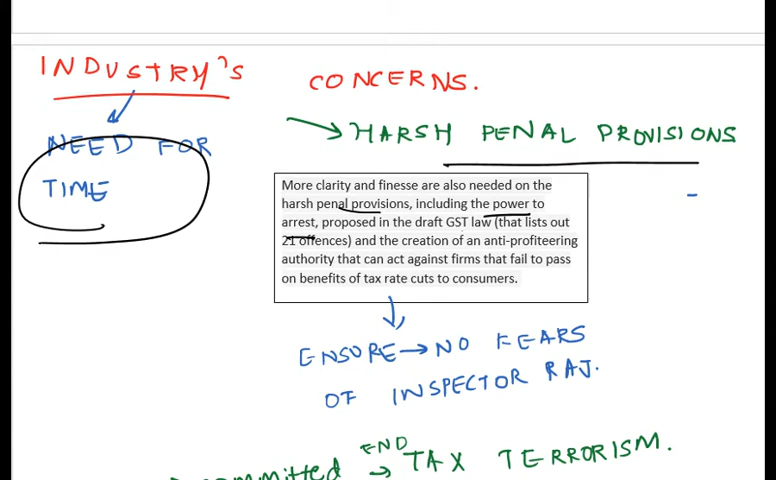 INDUSTRY's CONCERNS.
NEED FOR
TIME
HARSH PENAL PROVISIONS
More clarity and finesse are also needed on the
harsh penal provisions, including the power to
arrest, proposed in the draft GST law (that lists out
21 offences) and the creation of an anti-profiteering
authority that can act against firms that fail to pass
on benefits of tax rate cuts to consumers.
ENSURE → NO FEARS
OF INSPECTOR RAJ.
committed END → TAX TERRORISM.